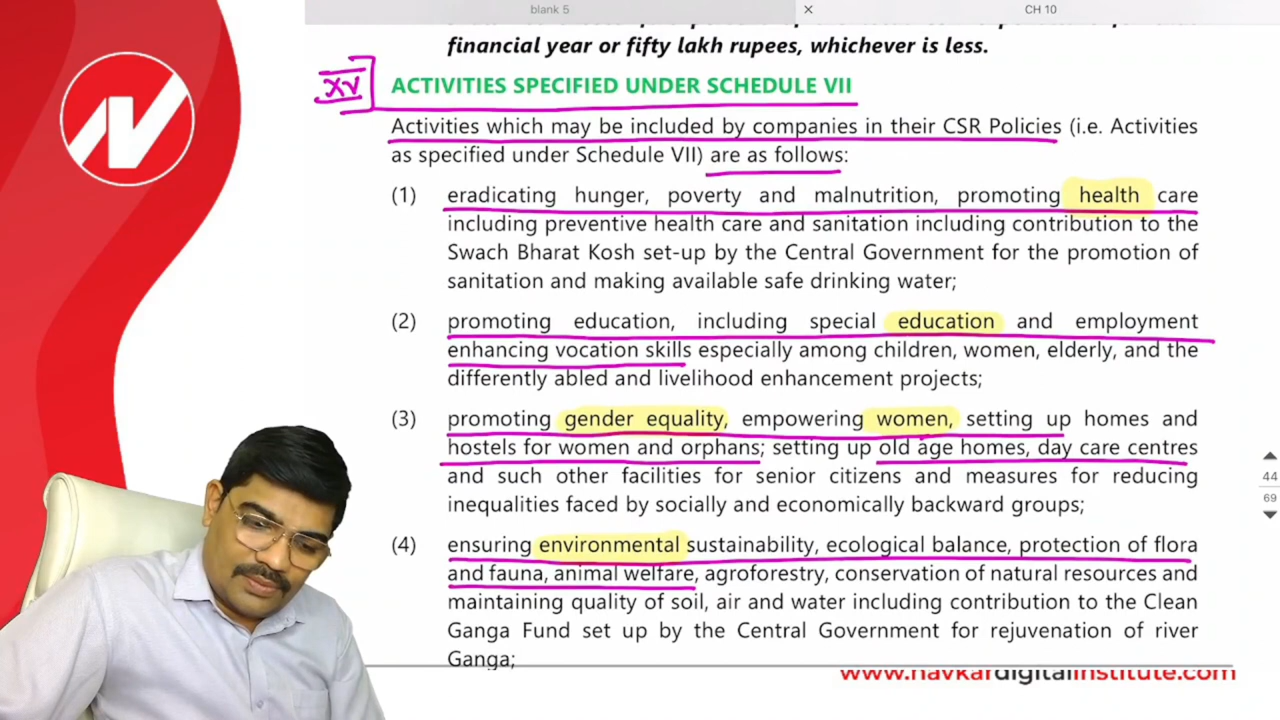 blank 5
×
CH 10
financial year or fifty lakh rupees, whichever is less.
XV
ACTIVITIES SPECIFIED UNDER SCHEDULE VII
Activities which may be included by companies in their CSR Policies (i.e. Activities
as specified under Schedule VII) are as follows:
(1) eradicating hunger, poverty and malnutrition, promoting health care
including preventive health care and sanitation including contribution to the
Swach Bharat Kosh set-up by the Central Government for the promotion of
sanitation and making available safe drinking water;
(2) promoting education, including special education and employment
enhancing vocation skills especially among children, women, elderly, and the
differently abled and livelihood enhancement projects;
(3) promoting gender equality, empowering women, setting up homes and
hostels for women and orphans; setting up old age homes, day care centres
and such other facilities for senior citizens and measures for reducing
inequalities faced by socially and economically backward groups;
(4) ensuring environmental sustainability, ecological balance, protection of flora
and fauna, animal welfare, agroforestry, conservation of natural resources and
maintaining quality of soil, air and water including contribution to the Clean
Ganga Fund set up by the Central Government for rejuvenation of river
Ganga;
44
69
www.navkardigitalinstitute.com